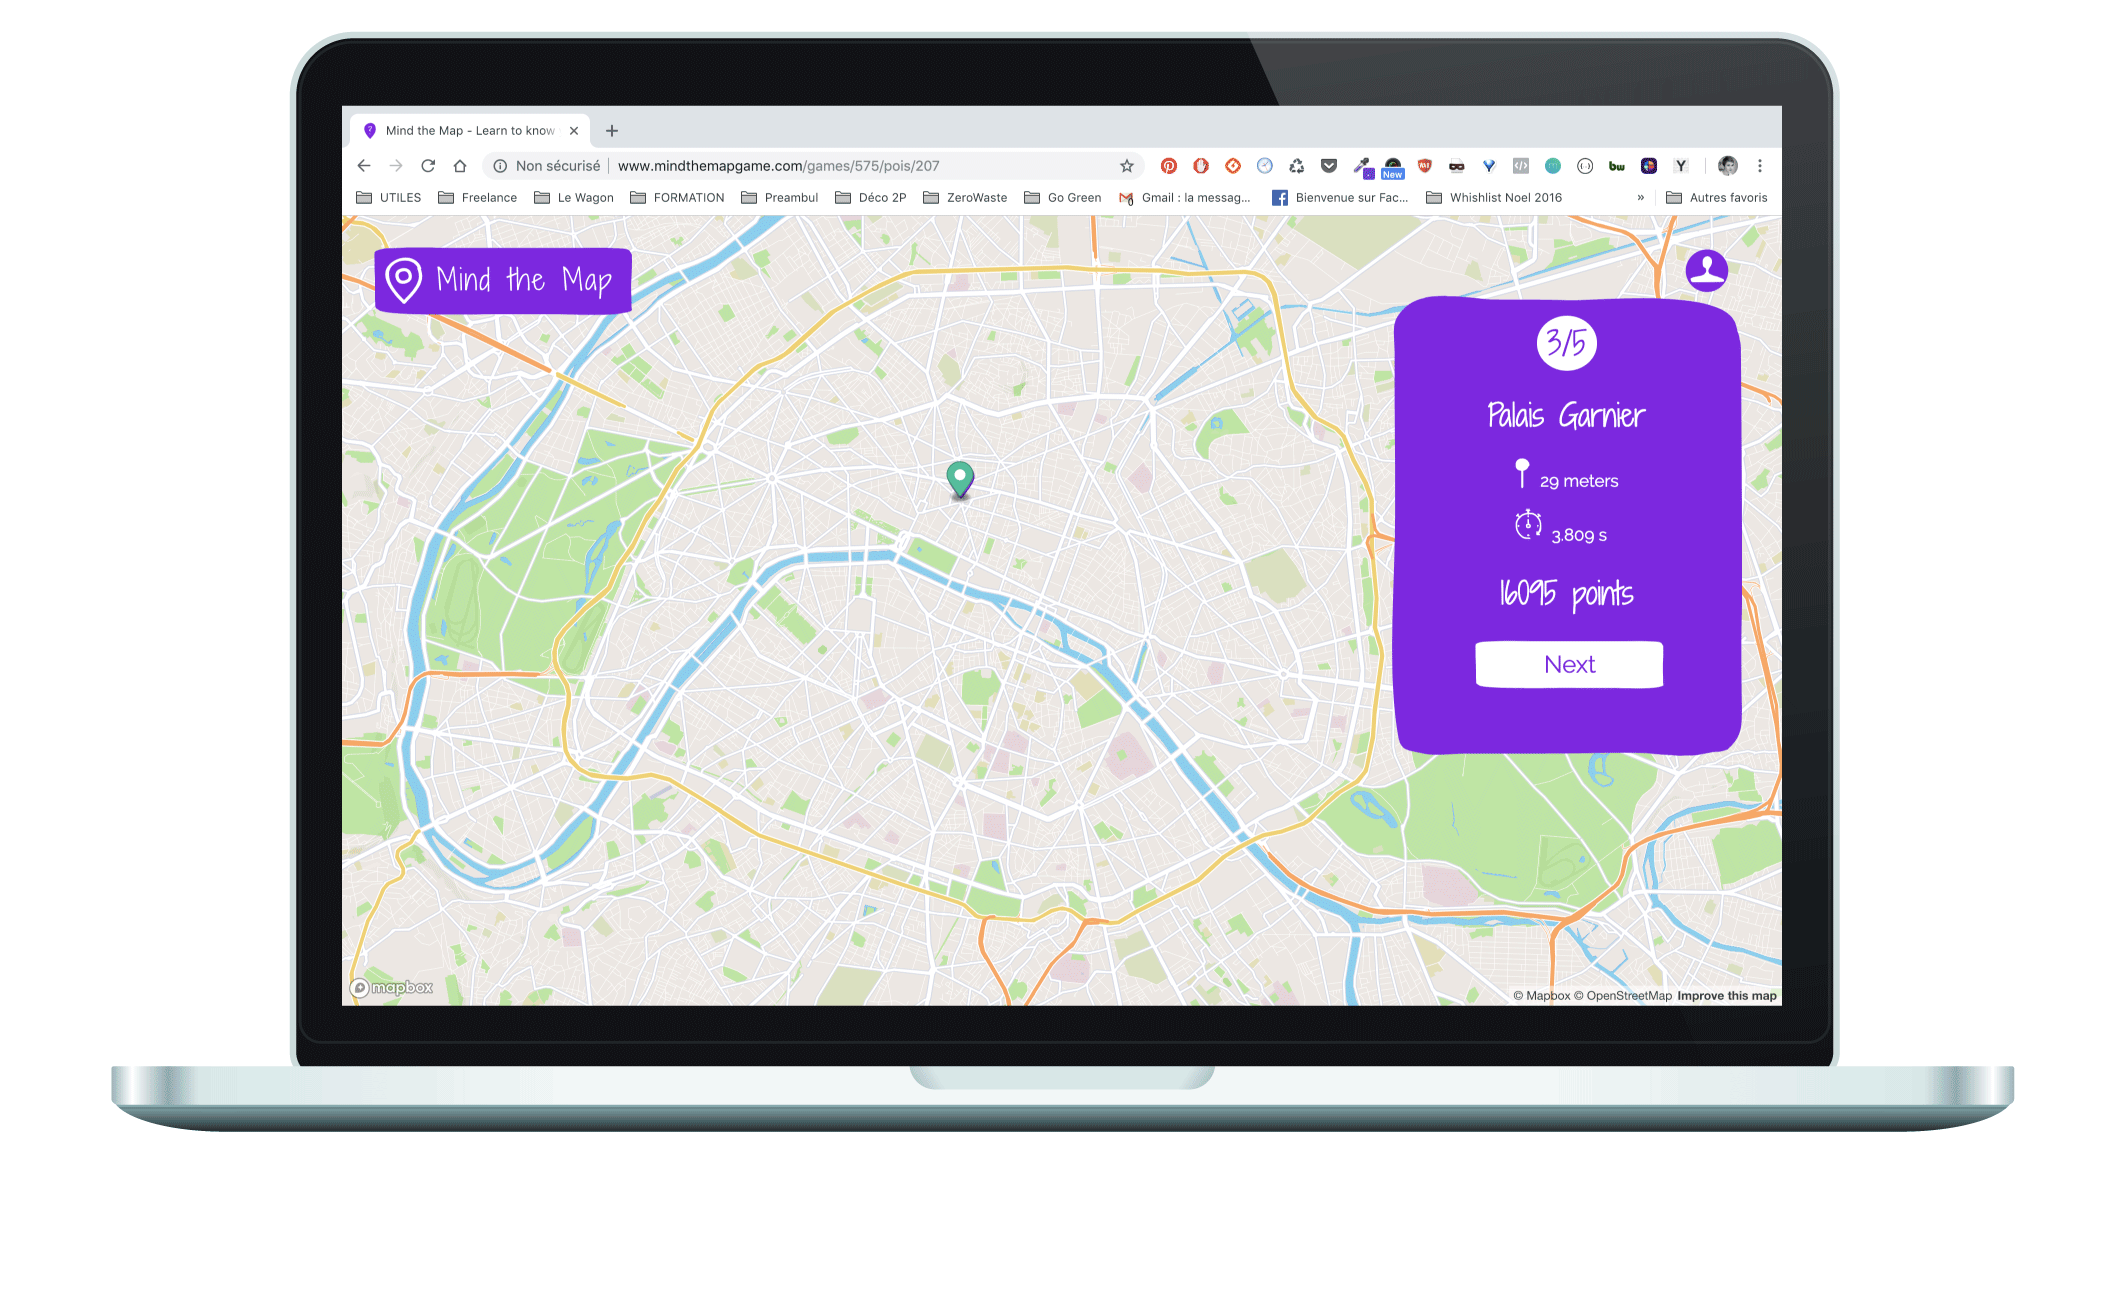 Mind the Map - Learn to know
Non sécurisé www.mindthemapgame.com/games/575/pois/207
New
WAO
bw
Y
UTILES Freelance Le Wagon FORMATION Preambul Déco 2P ZeroWaste Go Green Gmail : la messag... Bienvenue sur Fac... Whishlist Noel 2016 » Autres favoris
Mind the Map
3/5
Palais Garnier
29 meters
3.809 s
16095 points
Next
mapbox
© Mapbox © OpenStreetMap Improve this map